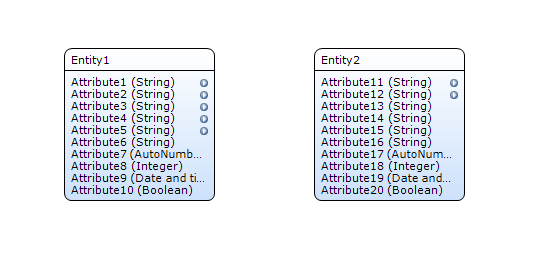 Entity1
Attribute1 (String)
Attribute2 (String)
Attribute3 (String)
Attribute4 (String)
Attribute5 (String)
Attribute6 (String)
Attribute7 (AutoNumb...
Attribute8 (Integer)
Attribute9 (Date and ti...
Attribute10 (Boolean)
Entity2
Attribute11 (String)
Attribute12 (String)
Attribute13 (String)
Attribute14 (String)
Attribute15 (String)
Attribute16 (String)
Attribute17 (AutoNum...
Attribute18 (Integer)
Attribute19 (Date and...
Attribute20 (Boolean)